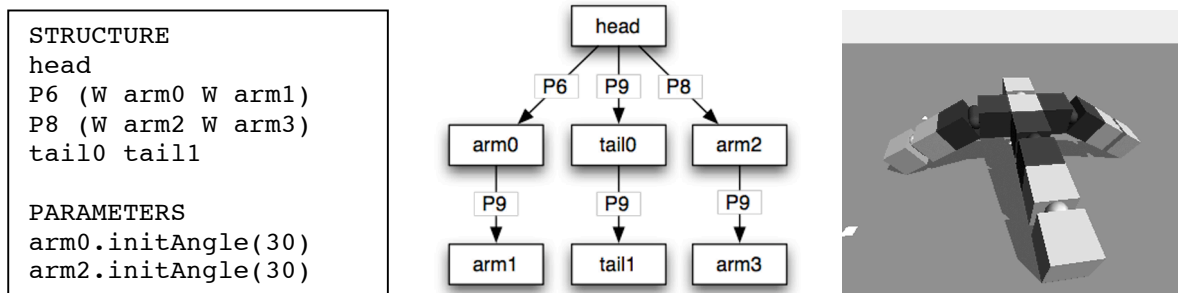 STRUCTURE
head
P6 (W arm0 W arm1)
P8 (W arm2 W arm3)
tail0 tail1
PARAMETERS
arm0.initAngle(30)
arm2.initAngle(30)
head
P6 P9 P8
arm0 tail0 arm2
P9 P9 P9
arm1 tail1 arm3